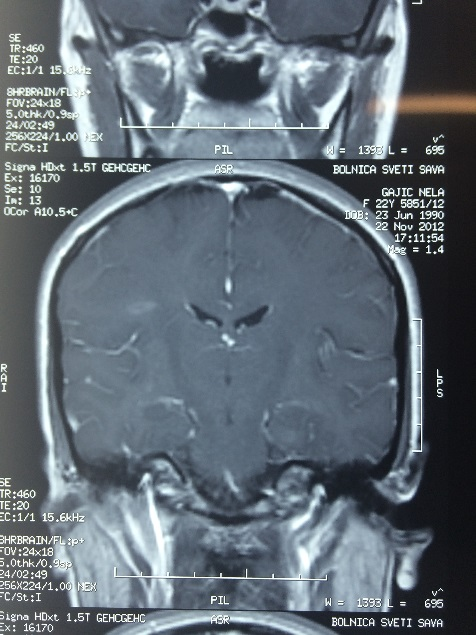 SE
TR:460
TE:20
EC:1/1 15.6kHz
8HRBRAIN/FL:p+
FOV:24x18
5.0thk/0.9sp
24/02:49
256X224/1.00 NEX
FC/St:I
PIL
W = 1393 L = 695
v^
Signa HDxt 1.5T GEHCGEHC
Ex: 16170
Se: 10
Im: 13
OCor A10.5+C
ASR
BOLNICA SVETI SAVA
GAJIC NELA
F 22Y 5851/12
DOB: 23 Jun 1990
22 Nov 2012
17:11:54
Mag = 1.4
R
A
I
L
P
S
SE
TR:460
TE:20
EC:1/1 15.6kHz
8HRBRAIN/FL:p+
FOV:24x18
5.0thk/0.9sp
24/02:49
256X224/1.00 NEX
FC/St:I
PIL
W = 1393 L = 695
v^
Signa HDxt 1.5T GEHCGEHC
Ex: 16170
ASR
BOLNICA SVETI SAVA